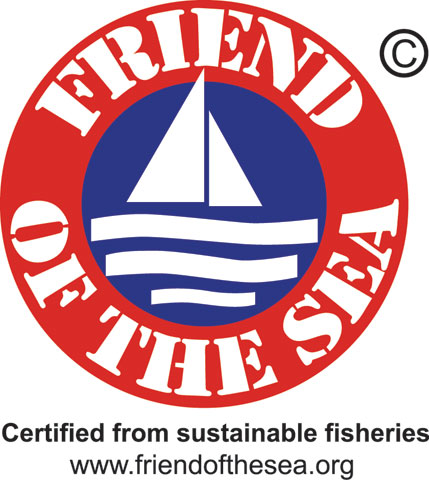 FRIEND
OF THE SEA
©
Certified from sustainable fisheries
www.friendofthesea.org